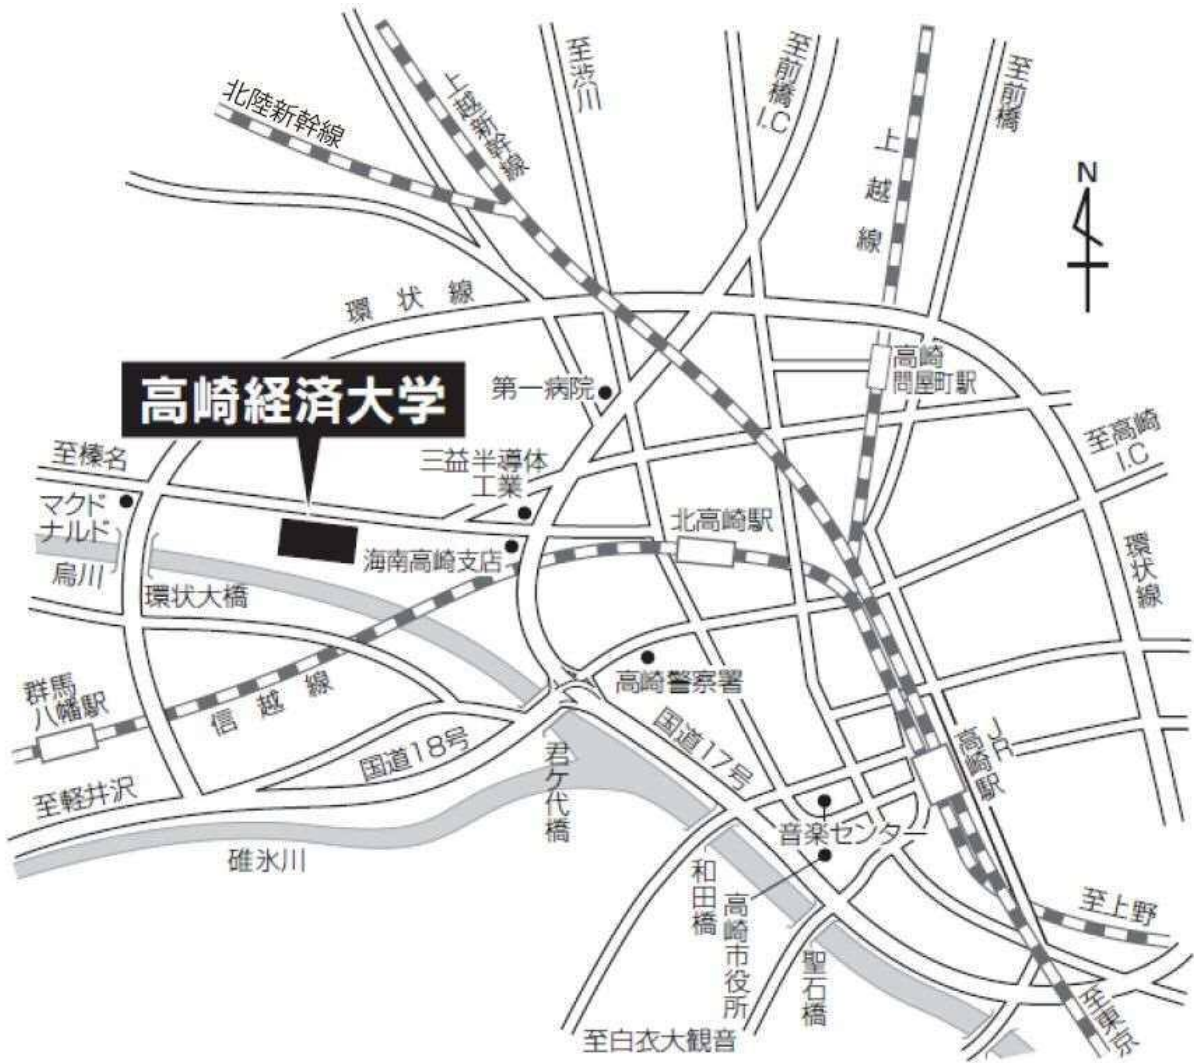 至渋川
至前橋
I.C
至前橋
北陸新幹線
上越新幹線
上越線
N
環状線
高崎
問屋町駅
高崎経済大学
第一病院
至高崎
I.C
至榛名
三益半導体
工業
マクド
ナルド
北高崎駅
海南高崎支店
烏川
環状大橋
環状線
高崎警察署
群馬
八幡駅
信越線
国道17号
国道18号
君ケ代橋
JR
高崎駅
至軽井沢
音楽センター
碓氷川
和田橋
高崎市役所
至上野
聖石橋
至白衣大観音
至東京